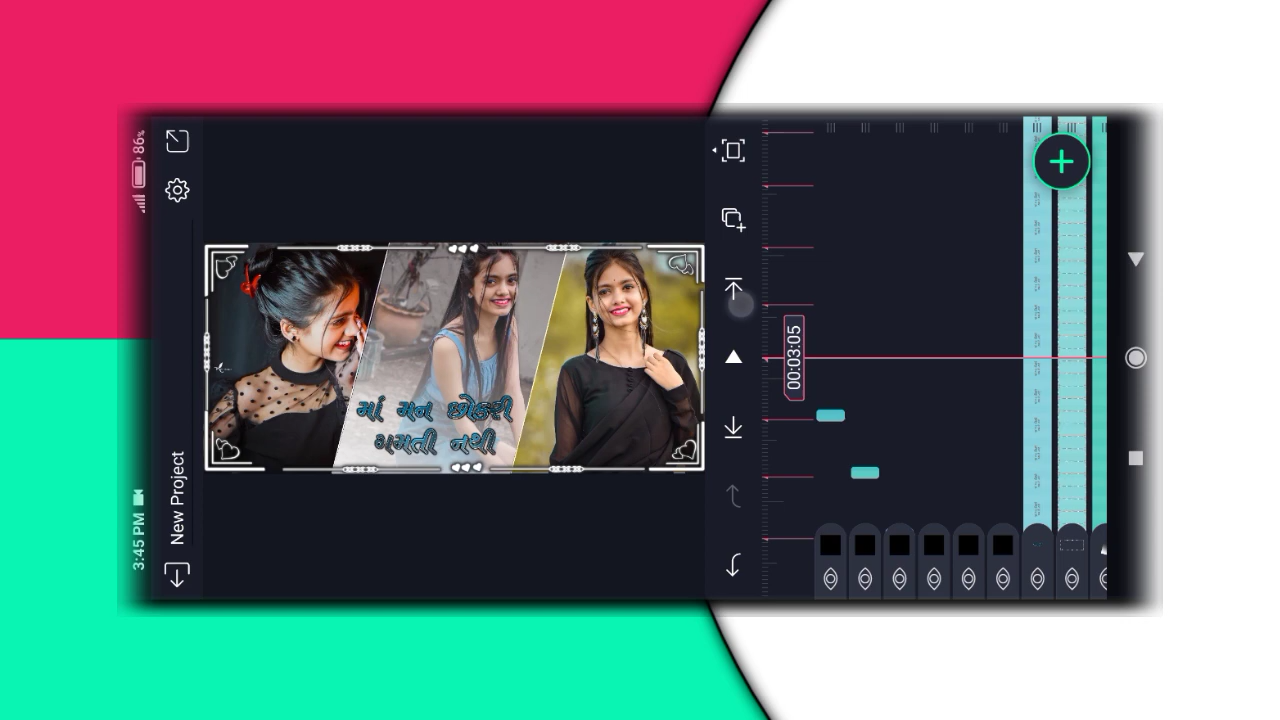 3:45 PM
86%
New Project
માં મન છોકરી
ગમતી નથી
00:03:05